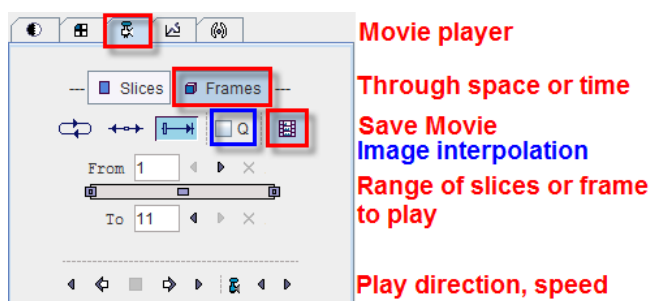 Movie player
Slices Frames
Through space or time
Q
Save Movie
Image interpolation
From 1
Range of slices or frame
to play
To 11
Play direction, speed